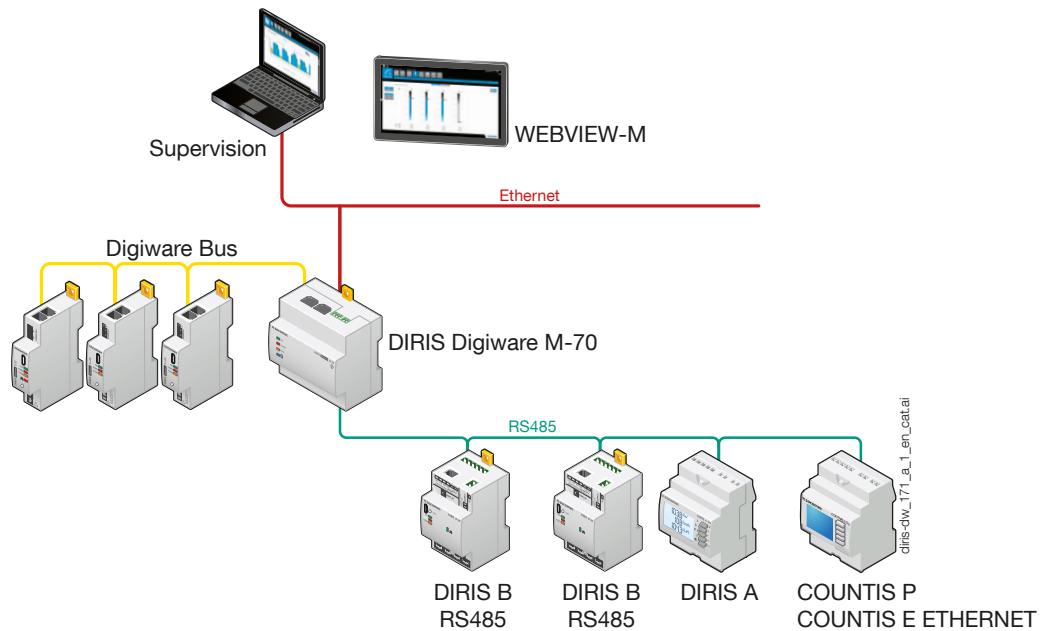 Supervision
WEBVIEW-M
Ethernet
Digiware Bus
DIRIS Digiware M-70
RS485
DIRIS B
RS485
DIRIS B
RS485
DIRIS A
COUNTIS P
COUNTIS E ETHERNET
diris-dw_171_a_1_en_cat.ai